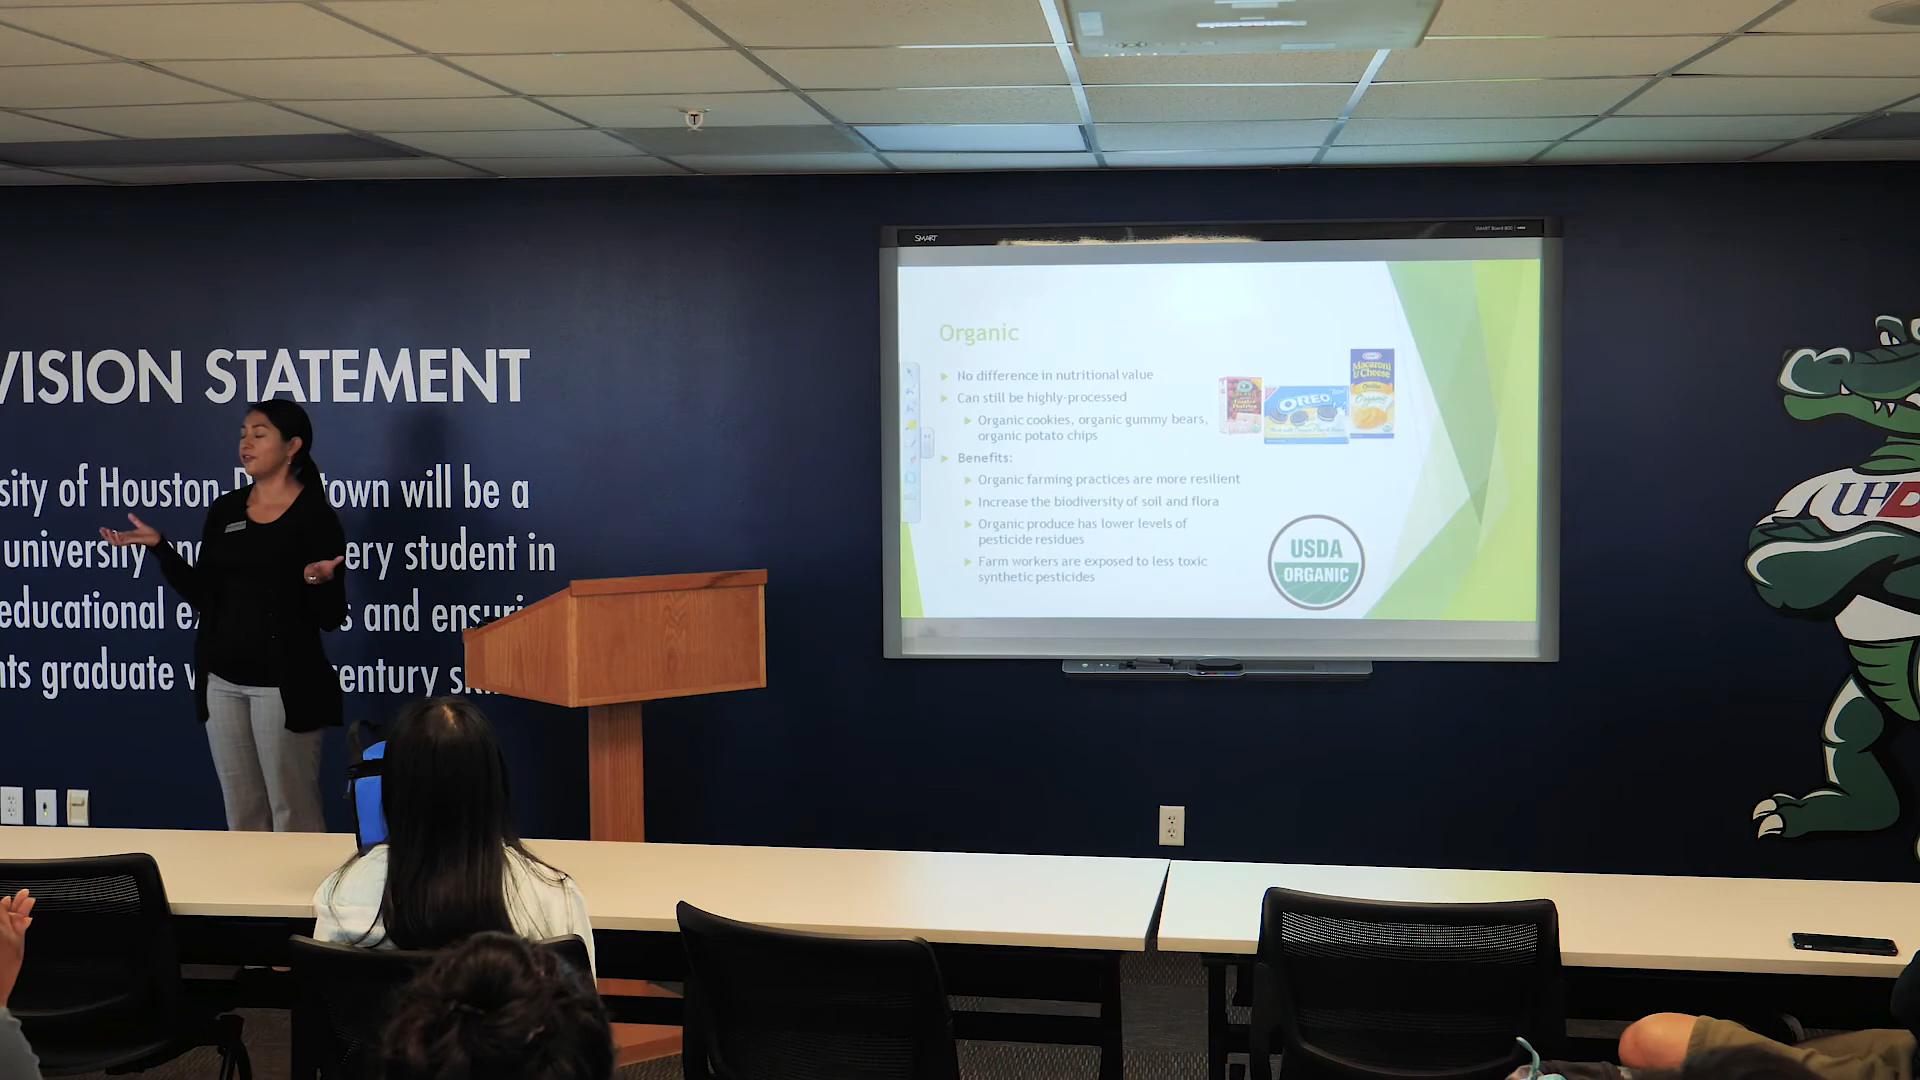 SMART
VISION STATEMENT
sity of Houston- town will be a
university ery student in
educational s and
nts graduate entury
Organic
No difference in nutritional value
Can still be highly-processed
Organic cookies, organic gummy bears,
organic potato chips
Benefits:
Organic farming practices are more resilient
Increase the biodiversity of soil and flora
Organic produce has lower levels of
pesticide residues
Farm workers are exposed to less toxic
synthetic pesticides
OREO
Macaroni
& Cheese
Organic
USDA
ORGANIC
UHD